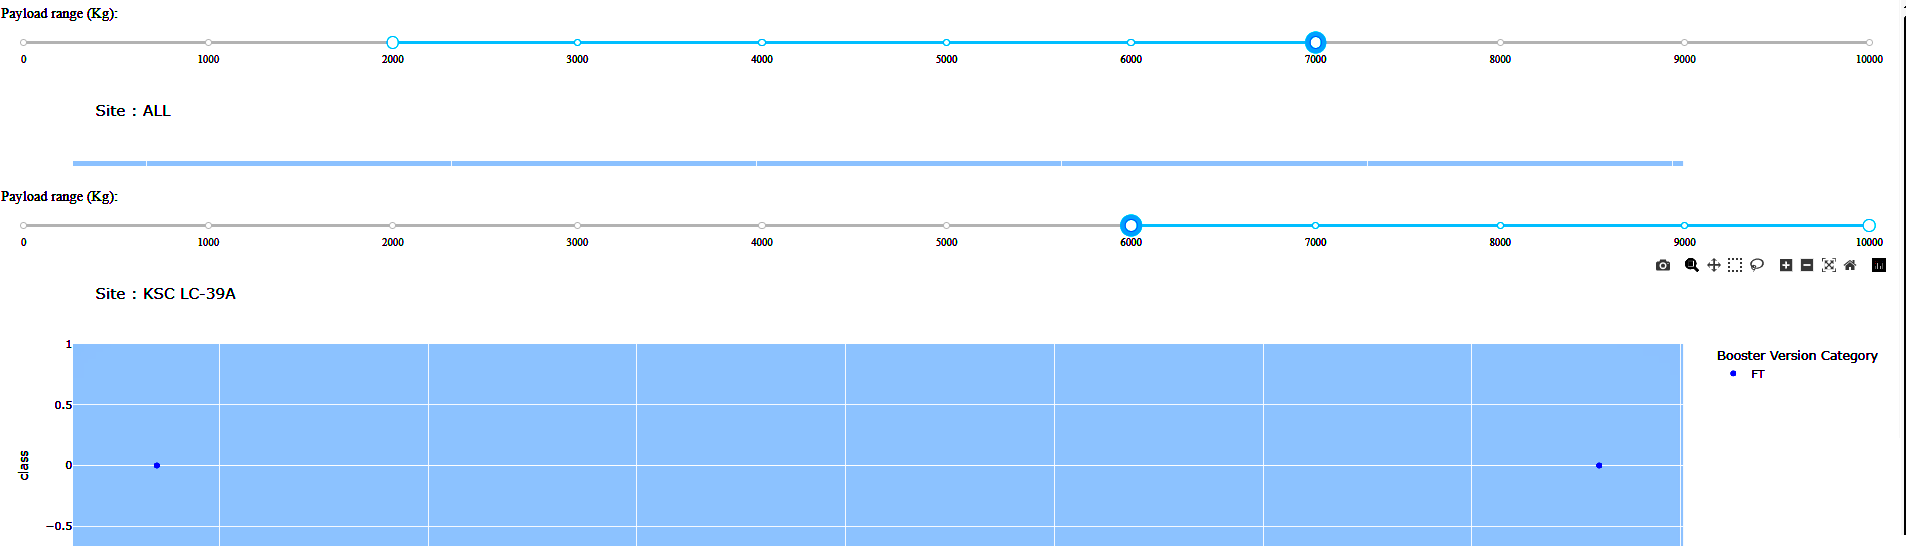 Payload range (Kg):
0 1000 2000 3000 4000 5000 6000 7000 8000 9000 10000
Site : ALL
Payload range (Kg):
0 1000 2000 3000 4000 5000 6000 7000 8000 9000 10000
Site : KSC LC-39A
1
Booster Version Category
FT
0.5
0
class
−0.5